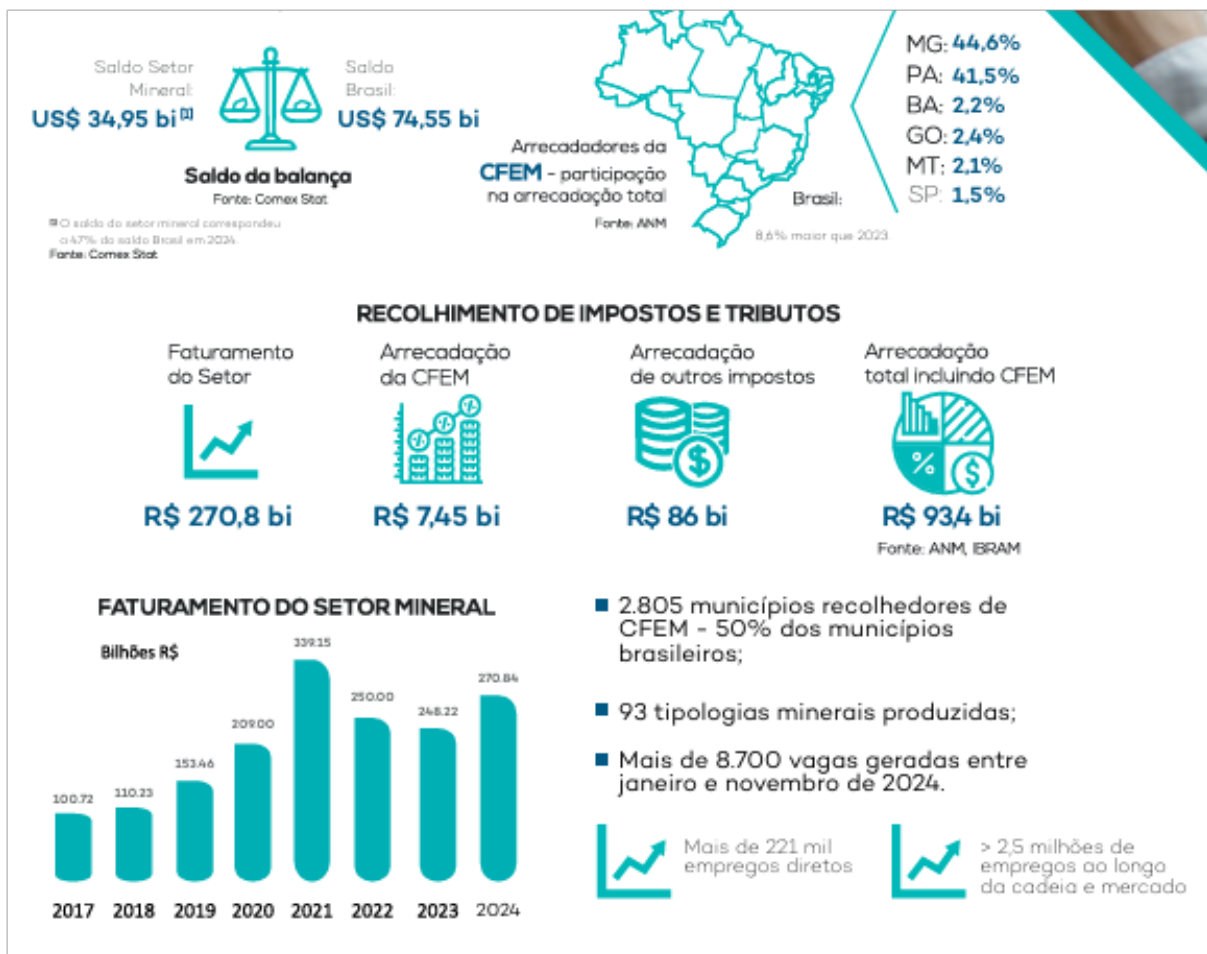 Saldo Setor
Mineral:
US$ 34,95 bi [1]
Saldo
Brasil:
US$ 74,55 bi
Saldo da balança
Fonte: Comex Stat
[1] O saldo do setor mineral correspondeu
a 47% do saldo Brasil em 2024.
Fonte: Comex Stat
Arrecadadores da
CFEM - participação
na arrecadação total
Fonte: ANM
Brasil:
8,6% maior que 2023.
MG: 44,6%
PA: 41,5%
BA: 2,2%
GO: 2,4%
MT: 2,1%
SP: 1,5%
RECOLHIMENTO DE IMPOSTOS E TRIBUTOS
Faturamento
do Setor
R$ 270,8 bi
Arrecadação
da CFEM
R$ 7,45 bi
Arrecadação
de outros impostos
$
R$ 86 bi
Arrecadação
total incluindo CFEM
%
$
R$ 93,4 bi
Fonte: ANM, IBRAM
FATURAMENTO DO SETOR MINERAL
Bilhões R$
100.72
110.23
153.46
209.00
339.15
250.00
248.22
270.84
2017 2018 2019 2020 2021 2022 2023 2024
2.805 municípios recolhedores de
CFEM - 50% dos municípios
brasileiros;
93 tipologias minerais produzidas;
Mais de 8.700 vagas geradas entre
janeiro e novembro de 2024.
Mais de 221 mil
empregos diretos
> 2,5 milhões de
empregos ao longo
da cadeia e mercado